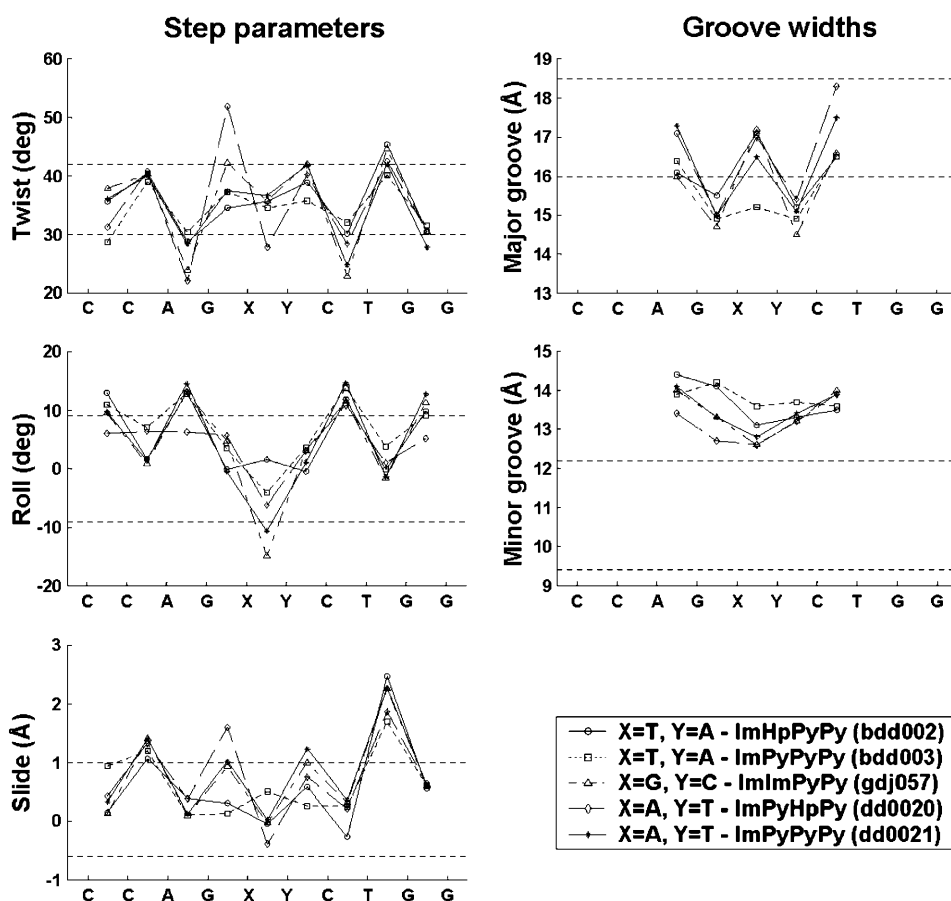 Step parameters
Groove widths
Twist (deg)
60
50
40
30
20
C C A G X Y C T G G
Major groove (Å)
19
18
17
16
15
14
13
C C A G X Y C T G G
Roll (deg)
20
10
0
-10
-20
C C A G X Y C T G G
Minor groove (Å)
15
14
13
12
11
10
9
C C A G X Y C T G G
Slide (Å)
3
2
1
0
-1
C C A G X Y C T G G
X=T, Y=A - ImHpPyPy (bdd002)
X=T, Y=A - ImPyPyPy (bdd003)
X=G, Y=C - ImImPyPy (gdj057)
X=A, Y=T - ImPyHpPy (dd0020)
X=A, Y=T - ImPyPyPy (dd0021)